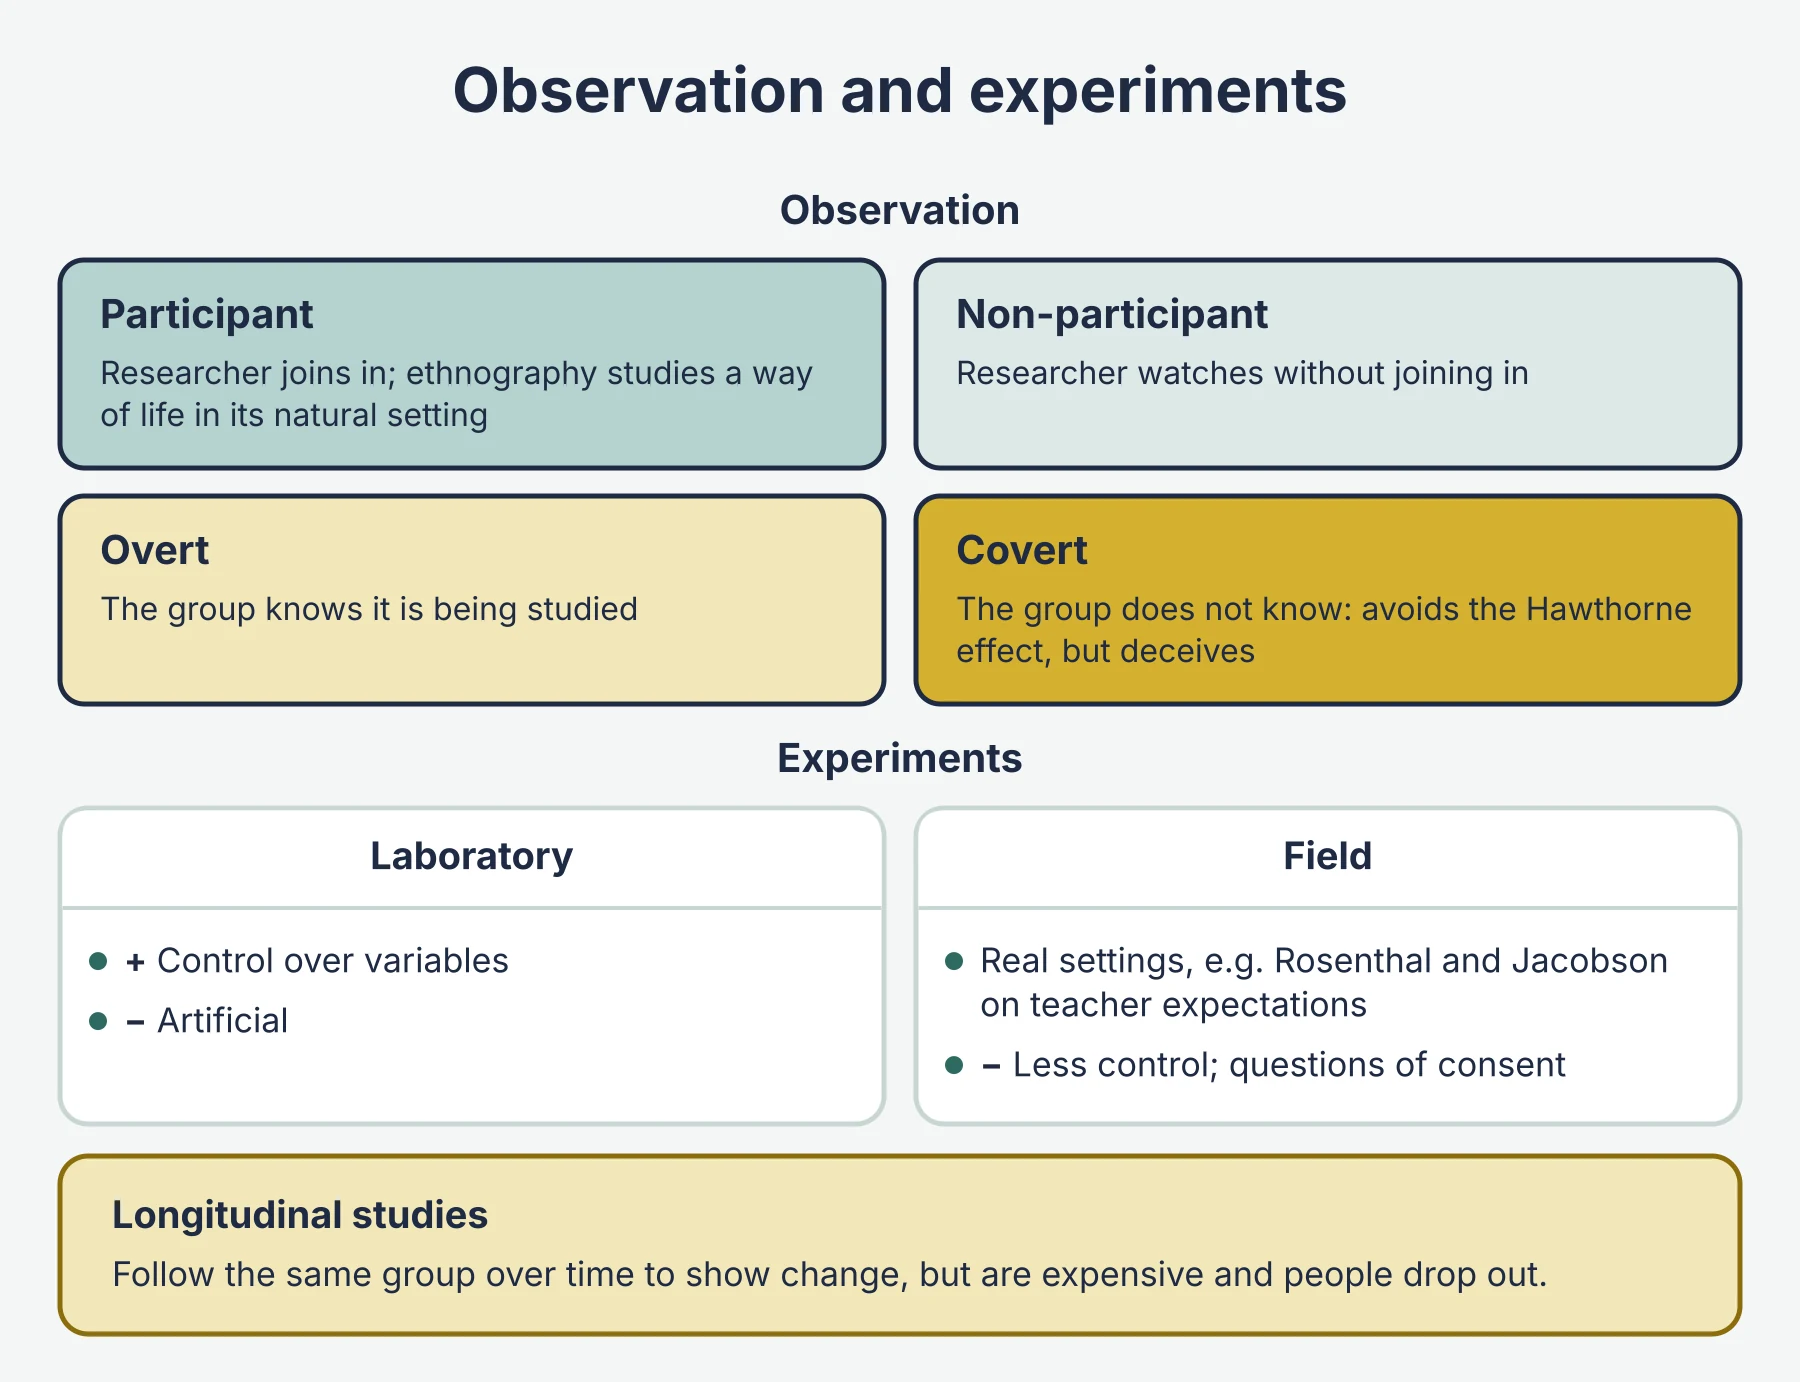 Observation and experiments
Observation
Participant
Researcher joins in; ethnography studies a way
of life in its natural setting
Non-participant
Researcher watches without joining in
Overt
The group knows it is being studied
Covert
The group does not know: avoids the Hawthorne
effect, but deceives
Experiments
Laboratory
+ Control over variables
– Artificial
Field
Real settings, e.g. Rosenthal and Jacobson
on teacher expectations
– Less control; questions of consent
Longitudinal studies
Follow the same group over time to show change, but are expensive and people drop out.